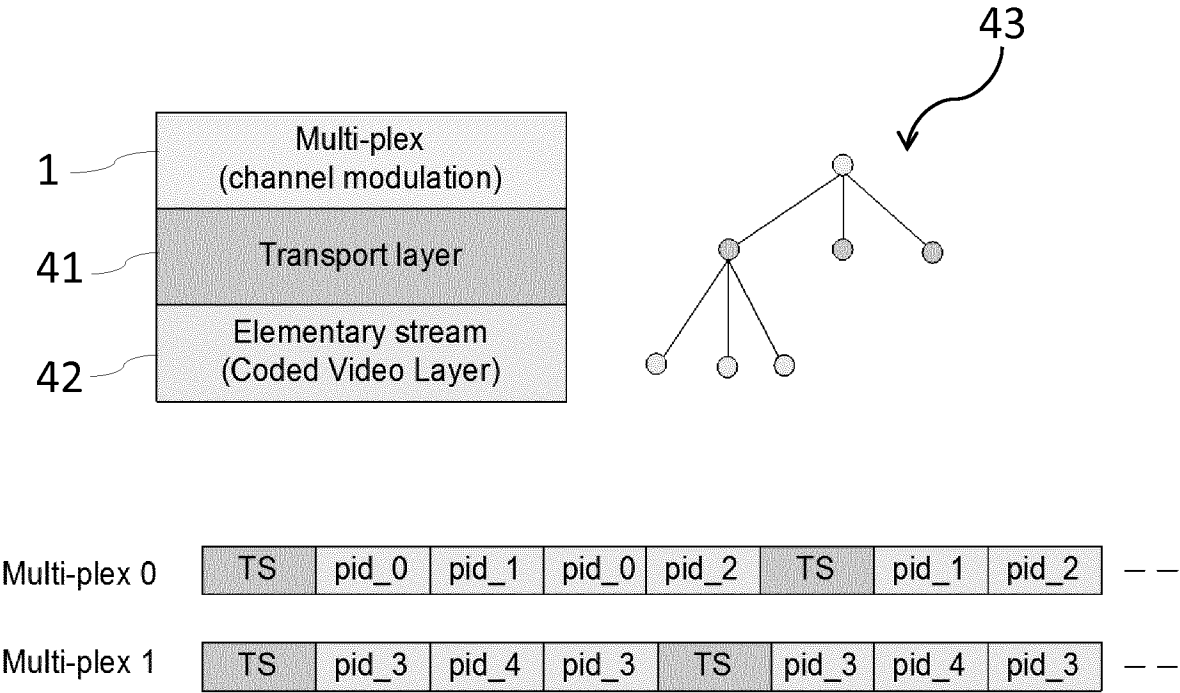 43
1
Multi-plex
(channel modulation)
41
Transport layer
42
Elementary stream
(Coded Video Layer)
Multi-plex 0 TS pid_0 pid_1 pid_0 pid_2 TS pid_1 pid_2
Multi-plex 1 TS pid_3 pid_4 pid_3 TS pid_3 pid_4 pid_3